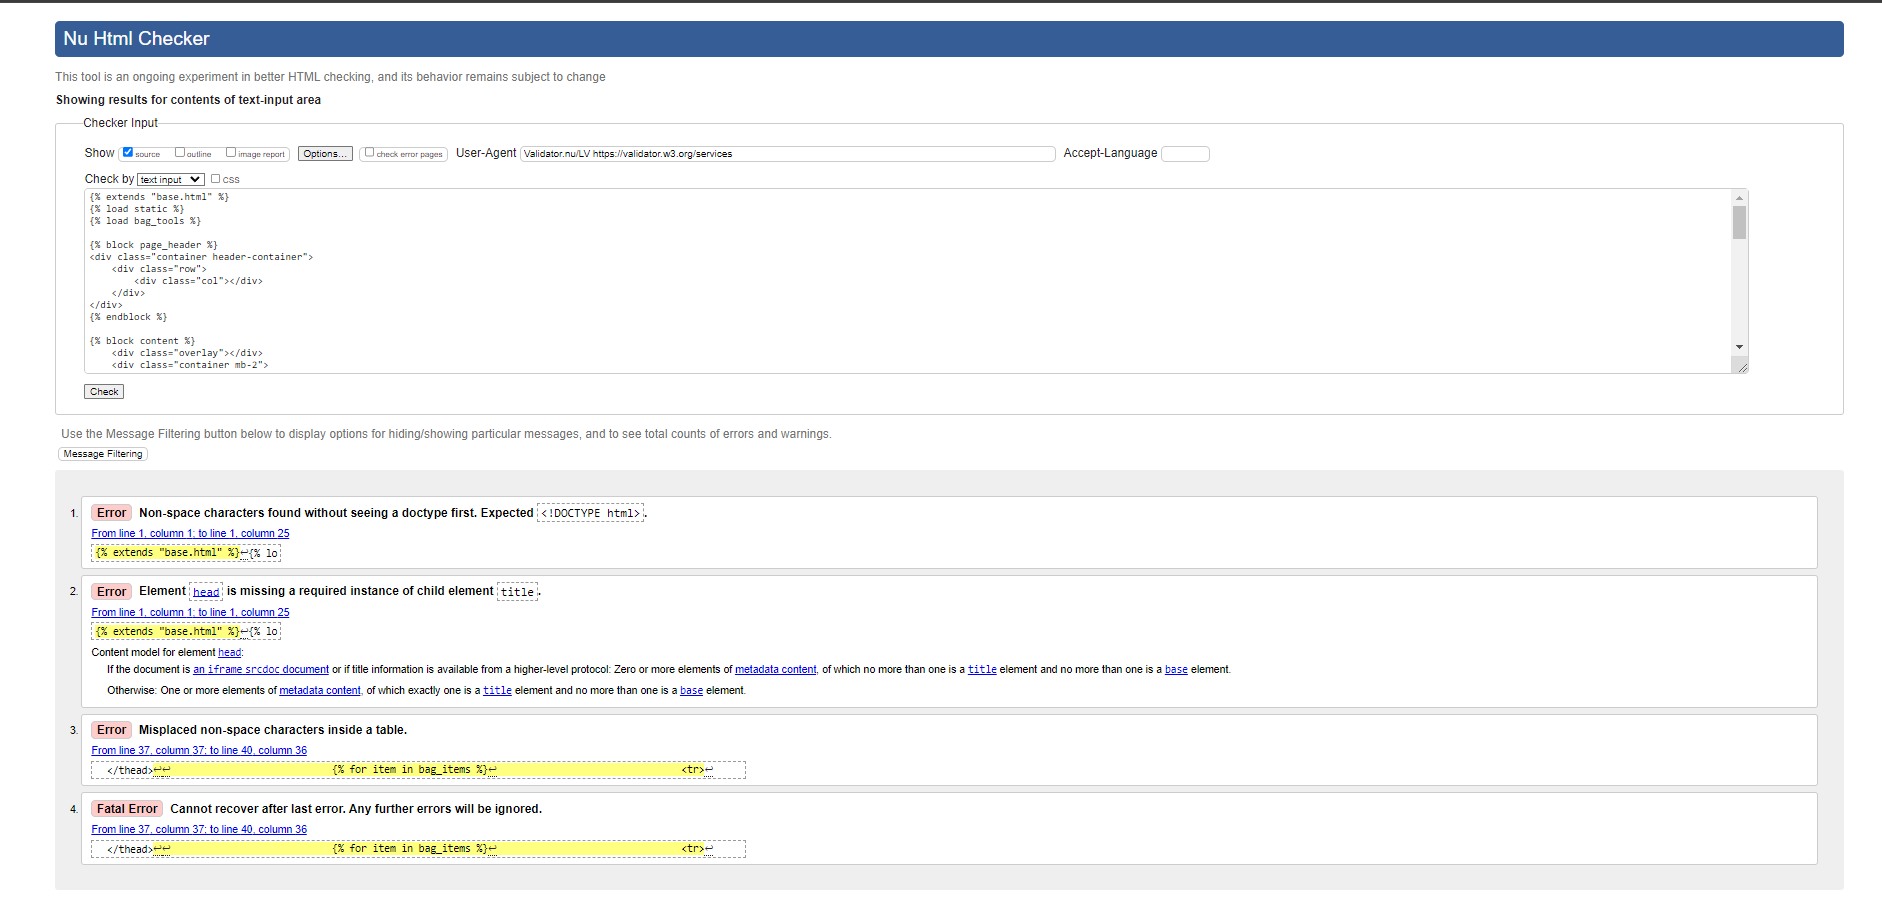 Nu Html Checker
This tool is an ongoing experiment in better HTML checking, and its behavior remains subject to change
Showing results for contents of text-input area
Checker Input
Show source outline image report Options... check error pages User-Agent Validator.nu/LV https://validator.w3.org/services Accept-Language
Check by text input css
{% extends "base.html" %}
{% load static %}
{% load bag_tools %}
{% block page_header %}
<div class="container header-container">
    <div class="row">
        <div class="col"></div>
    </div>
</div>
{% endblock %}
{% block content %}
    <div class="overlay"></div>
    <div class="container mb-2">
Check
Use the Message Filtering button below to display options for hiding/showing particular messages, and to see total counts of errors and warnings.
Message Filtering
1. Error Non-space characters found without seeing a doctype first. Expected <!DOCTYPE html>.
From line 1, column 1; to line 1, column 25
{% extends "base.html" %}↩{% lo
2. Error Element head is missing a required instance of child element title.
From line 1, column 1; to line 1, column 25
{% extends "base.html" %}↩{% lo
Content model for element head:
If the document is an iframe srcdoc document or if title information is available from a higher-level protocol: Zero or more elements of metadata content, of which no more than one is a title element and no more than one is a base element.
Otherwise: One or more elements of metadata content, of which exactly one is a title element and no more than one is a base element.
3. Error Misplaced non-space characters inside a table.
From line 37, column 37; to line 40, column 36
</thead>↩↩ {% for item in bag_items %}↩ <tr>↩
4. Fatal Error Cannot recover after last error. Any further errors will be ignored.
From line 37, column 37; to line 40, column 36
</thead>↩↩ {% for item in bag_items %}↩ <tr>↩